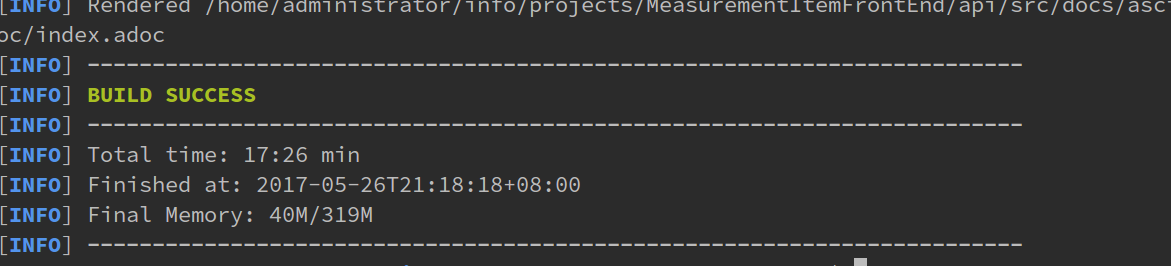 [INFO] Rendered /home/administrator/info/projects/MeasurementItemFrontEnd/api/src/docs/asci
oc/index.adoc
[INFO] ------------------------------------------------------------------------
[INFO] BUILD SUCCESS
[INFO] ------------------------------------------------------------------------
[INFO] Total time: 17:26 min
[INFO] Finished at: 2017-05-26T21:18:18+08:00
[INFO] Final Memory: 40M/319M
[INFO] ------------------------------------------------------------------------